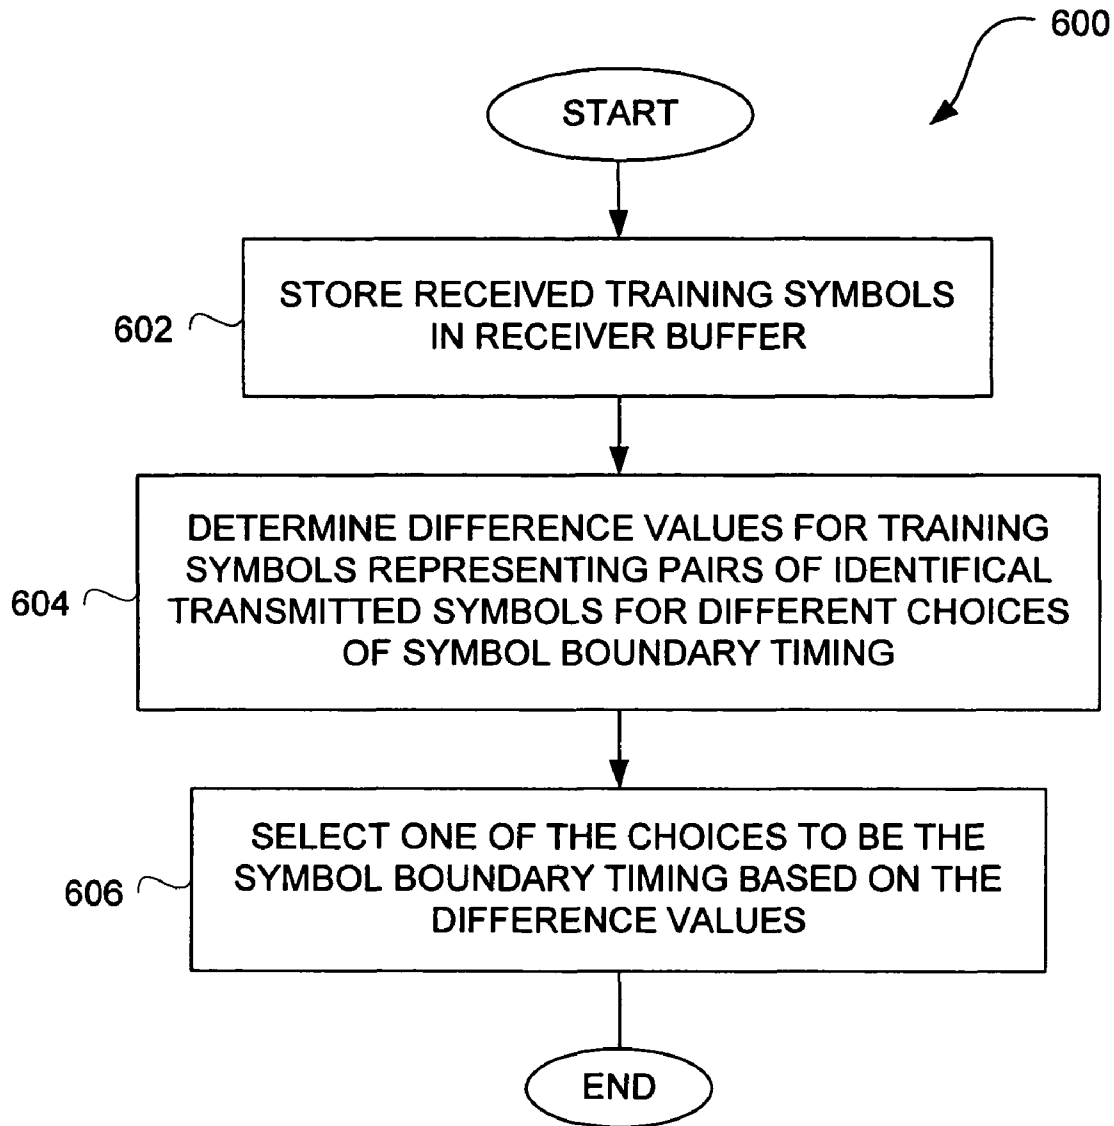 600
START
602
STORE RECEIVED TRAINING SYMBOLS
IN RECEIVER BUFFER
604
DETERMINE DIFFERENCE VALUES FOR TRAINING
SYMBOLS REPRESENTING PAIRS OF IDENTIFICAL
TRANSMITTED SYMBOLS FOR DIFFERENT CHOICES
OF SYMBOL BOUNDARY TIMING
606
SELECT ONE OF THE CHOICES TO BE THE
SYMBOL BOUNDARY TIMING BASED ON THE
DIFFERENCE VALUES
END